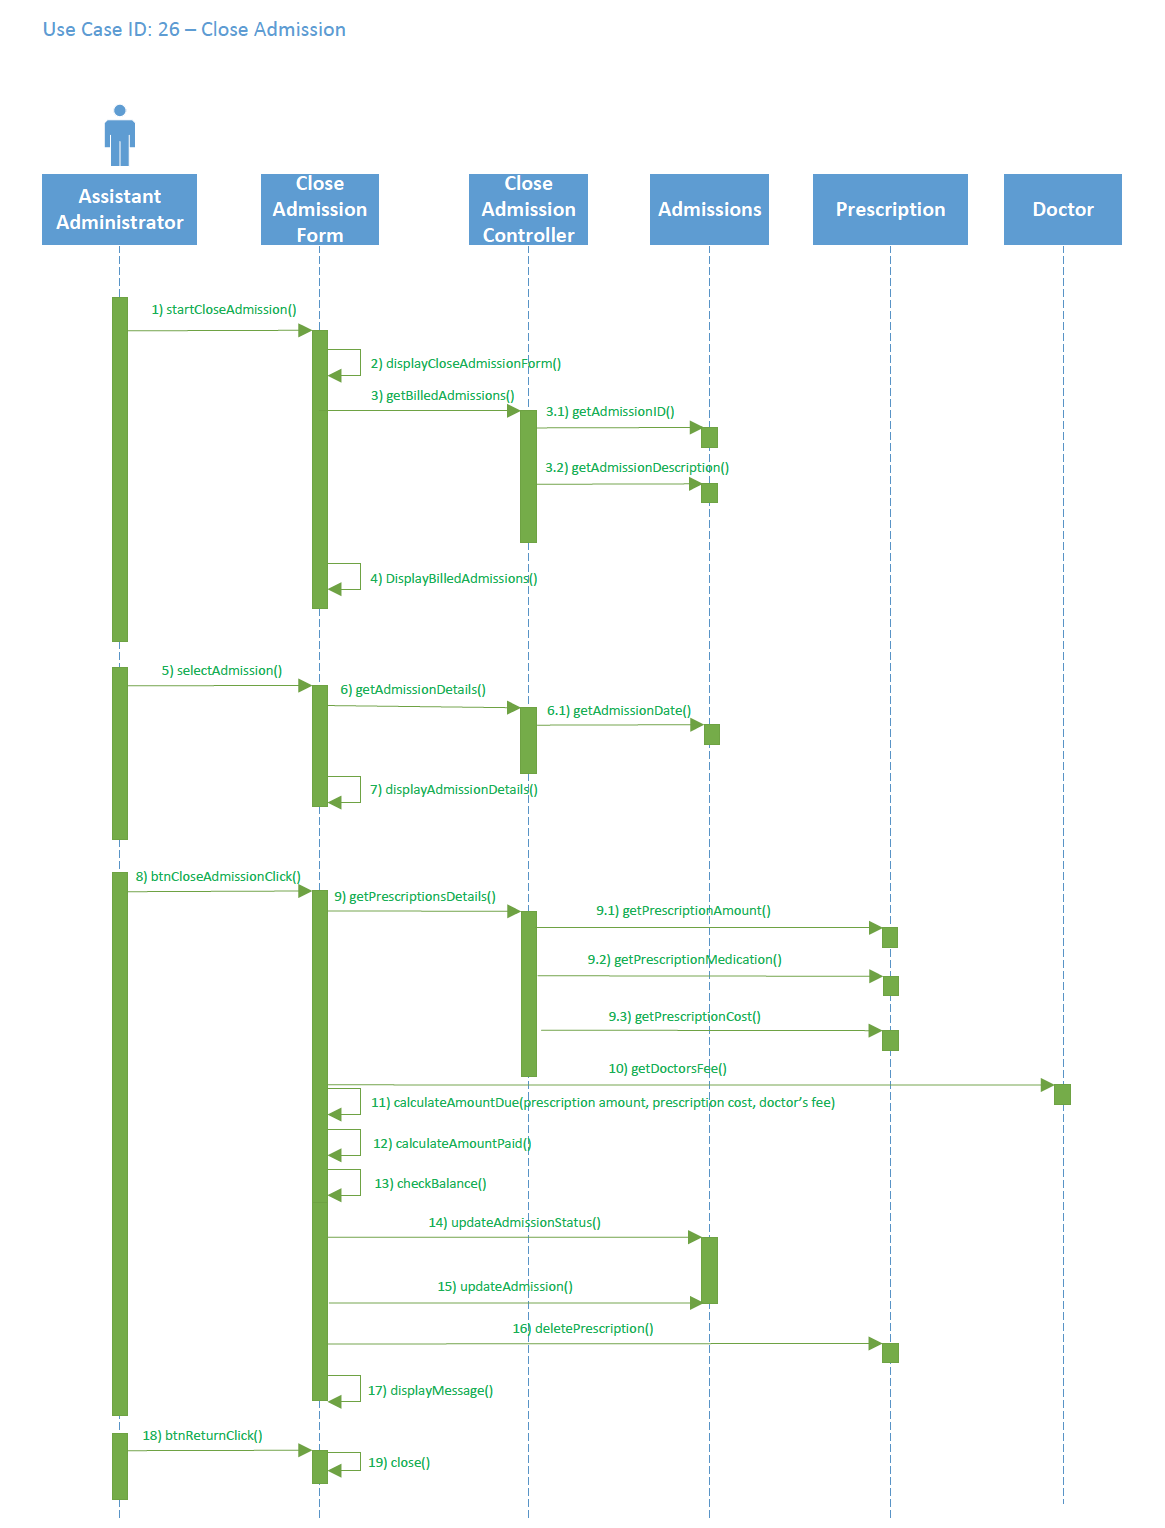 Use Case ID: 26 – Close Admission
Assistant
Administrator
Close
Admission
Form
Close
Admission
Controller
Admissions
Prescription
Doctor
1) startCloseAdmission()
2) displayCloseAdmissionForm()
3) getBilledAdmissions()
3.1) getAdmissionID()
3.2) getAdmissionDescription()
4) DisplayBilledAdmissions()
5) selectAdmission()
6) getAdmissionDetails()
6.1) getAdmissionDate()
7) displayAdmissionDetails()
8) btnCloseAdmissionClick()
9) getPrescriptionsDetails()
9.1) getPrescriptionAmount()
9.2) getPrescriptionMedication()
9.3) getPrescriptionCost()
10) getDoctorsFee()
11) calculateAmountDue(prescription amount, prescription cost, doctor’s fee)
12) calculateAmountPaid()
13) checkBalance()
14) updateAdmissionStatus()
15) updateAdmission()
16) deletePrescription()
17) displayMessage()
18) btnReturnClick()
19) close()